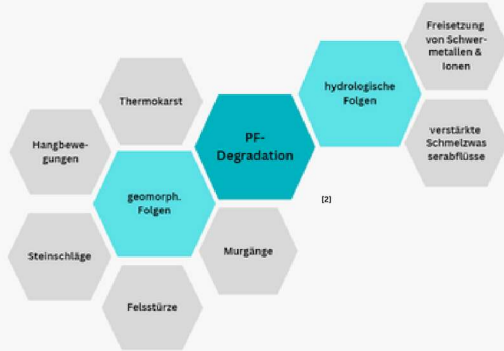 Freisetzung
von Schwer-
metallen &
Ionen
hydrologische
Folgen
Thermokarst
verstärkte
Schmelzwas
serabflüsse
PF-
Degradation
Hangbewe-
gungen
geomorph.
Folgen
[2]
Steinschläge
Murgänge
Felsstürze